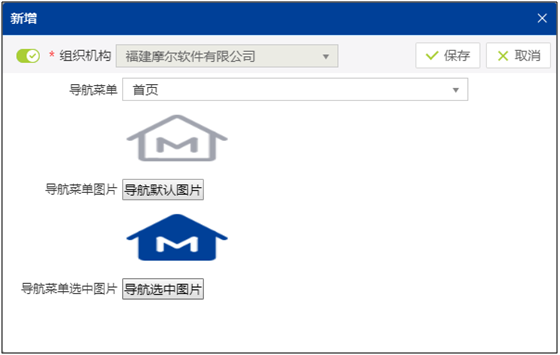 新增
* 组织机构 福建摩尔软件有限公司 保存 取消
导航菜单 首页
M
导航菜单图片 导航默认图片
M
导航菜单选中图片 导航选中图片